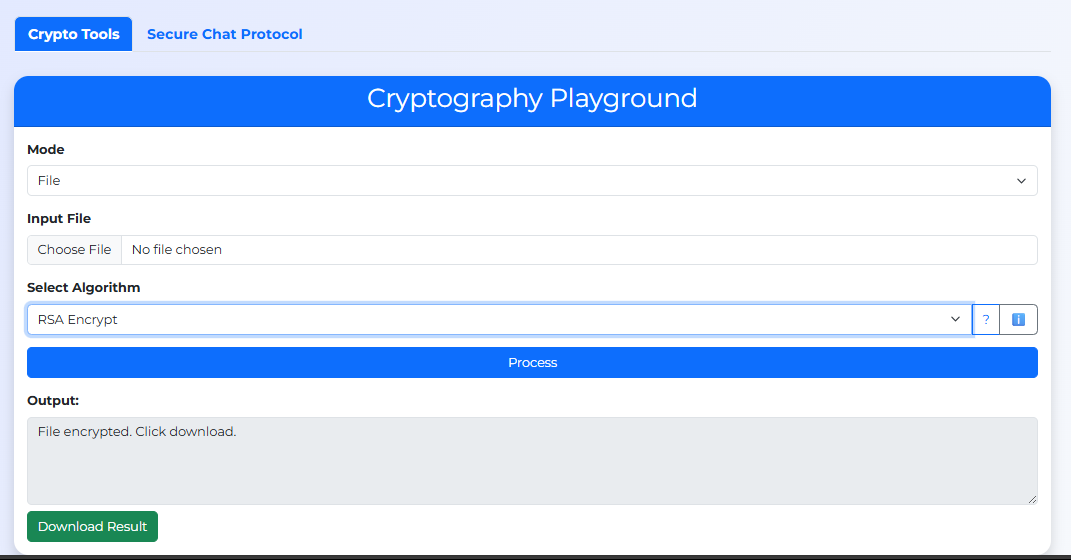 Crypto Tools Secure Chat Protocol
Cryptography Playground
Mode
File
Input File
Choose File No file chosen
Select Algorithm
RSA Encrypt ? i
Process
Output:
File encrypted. Click download.
Download Result